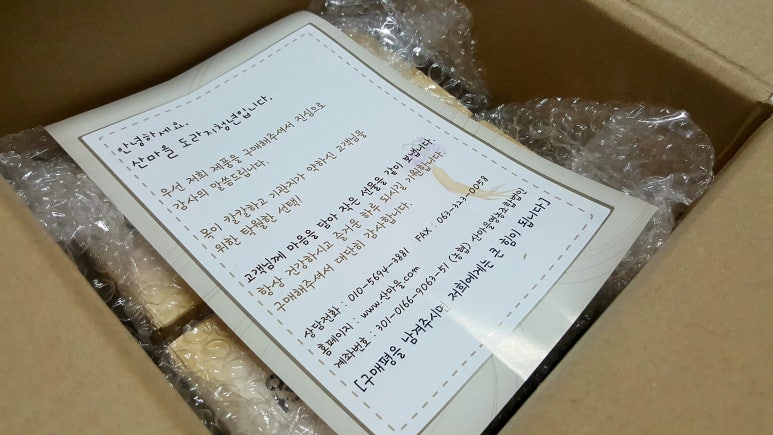 안녕하세요.
산마을 도라지청년입니다.
우선 저희 제품을 구매해주셔서 진심으로
감사의 말씀드립니다.
몸이 칼칼하고 기관지가 약하신 고객님을
위한 탁월한 선택!
고객님께 마음을 담아 작은 선물을 같이 보냅니다.
항상 건강하시고 즐거운 하루 되시길 기원합니다
구매해주셔서 대단히 감사합니다.
상담전화 : 010-5694-3881 FAX : 063-223-0058
홈페이지 : www.산마을.com
계좌번호 : 301-0166-9063-51 (농협) 산마을영농조합법인
[구매평을 남겨주시면 저희에게는 큰 힘이 됩니다]